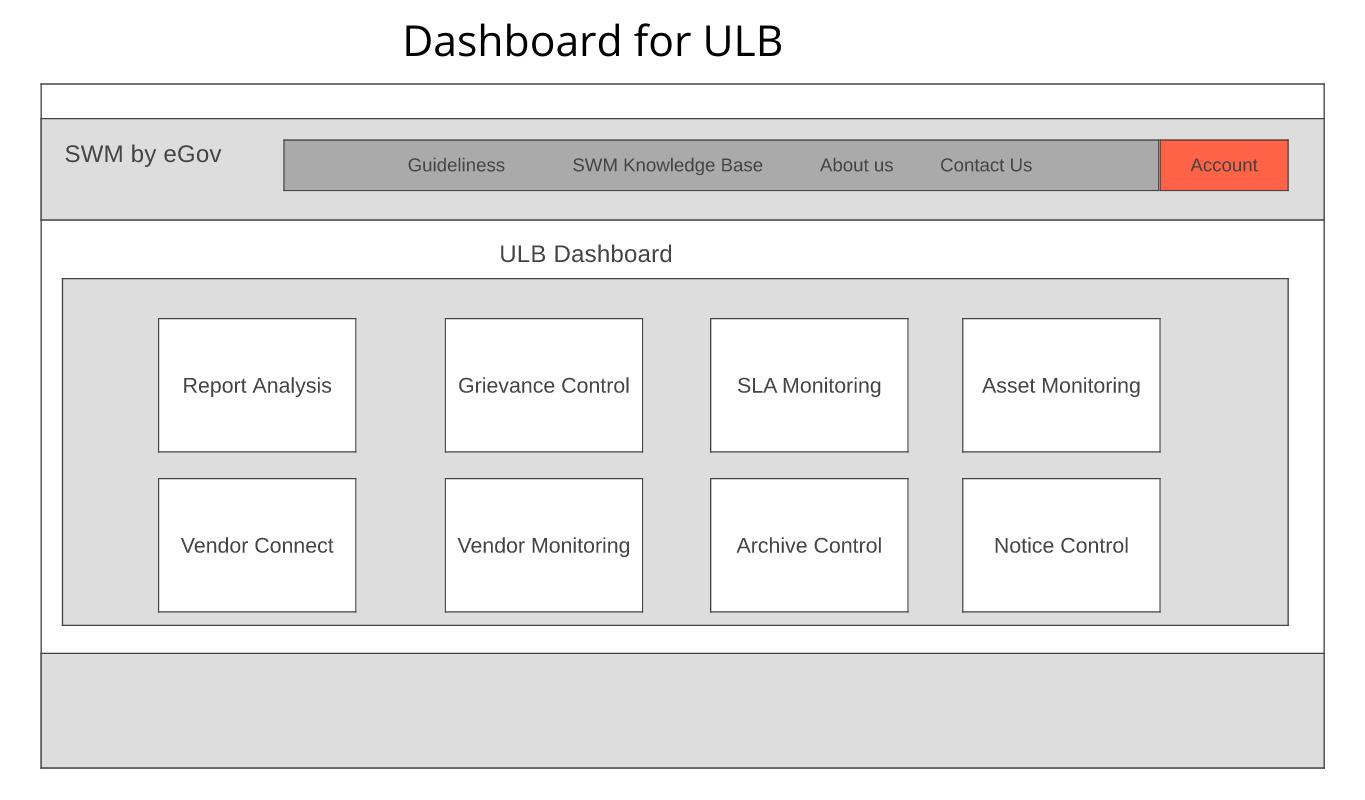 Dashboard for ULB
SWM by eGov
Guideliness SWM Knowledge Base About us Contact Us Account
ULB Dashboard
Report Analysis Grievance Control SLA Monitoring Asset Monitoring
Vendor Connect Vendor Monitoring Archive Control Notice Control